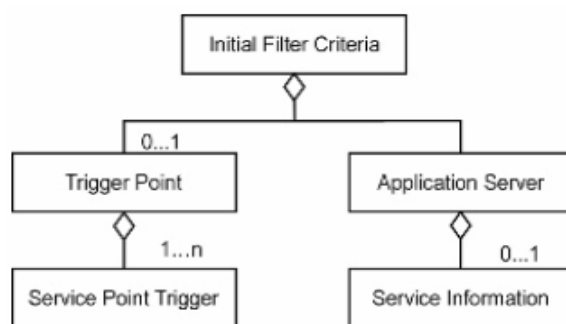 Initial Filter Criteria
0...1
Trigger Point
Application Server
1...n
0...1
Service Point Trigger
Service Information